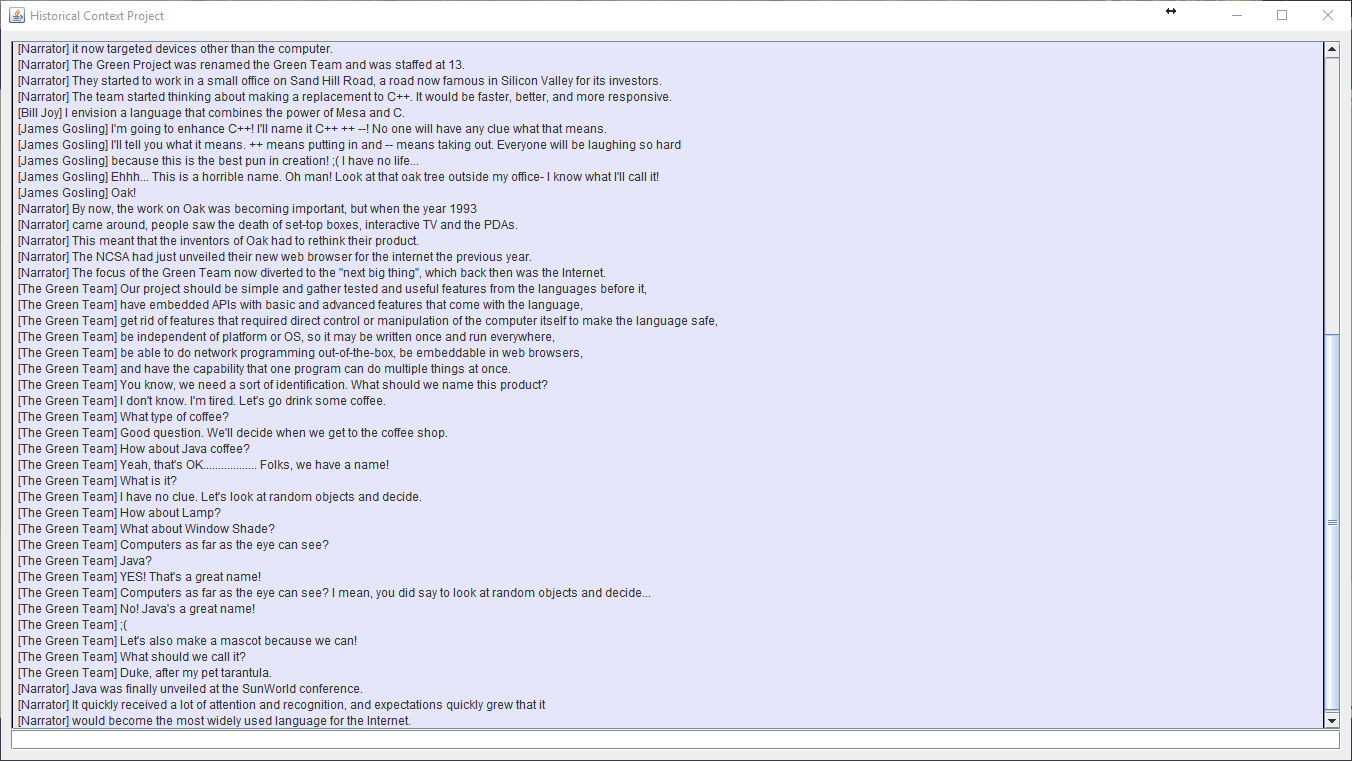 Historical Context Project
[Narrator] it now targeted devices other than the computer.
[Narrator] The Green Project was renamed the Green Team and was staffed at 13.
[Narrator] They started to work in a small office on Sand Hill Road, a road now famous in Silicon Valley for its investors.
[Narrator] The team started thinking about making a replacement to C++. It would be faster, better, and more responsive.
[Bill Joy] I envision a language that combines the power of Mesa and C.
[James Gosling] I'm going to enhance C++! I'll name it C++ ++ --! No one will have any clue what that means.
[James Gosling] I'll tell you what it means. ++ means putting in and -- means taking out. Everyone will be laughing so hard
[James Gosling] because this is the best pun in creation! ;( I have no life...
[James Gosling] Ehhh... This is a horrible name. Oh man! Look at that oak tree outside my office- I know what I'll call it!
[James Gosling] Oak!
[Narrator] By now, the work on Oak was becoming important, but when the year 1993
[Narrator] came around, people saw the death of set-top boxes, interactive TV and the PDAs.
[Narrator] This meant that the inventors of Oak had to rethink their product.
[Narrator] The NCSA had just unveiled their new web browser for the internet the previous year.
[Narrator] The focus of the Green Team now diverted to the "next big thing", which back then was the Internet.
[The Green Team] Our project should be simple and gather tested and useful features from the languages before it,
[The Green Team] have embedded APIs with basic and advanced features that come with the language,
[The Green Team] get rid of features that required direct control or manipulation of the computer itself to make the language safe,
[The Green Team] be independent of platform or OS, so it may be written once and run everywhere,
[The Green Team] be able to do network programming out-of-the-box, be embeddable in web browsers,
[The Green Team] and have the capability that one program can do multiple things at once.
[The Green Team] You know, we need a sort of identification. What should we name this product?
[The Green Team] I don't know. I'm tired. Let's go drink some coffee.
[The Green Team] What type of coffee?
[The Green Team] Good question. We'll decide when we get to the coffee shop.
[The Green Team] How about Java coffee?
[The Green Team] Yeah, that's OK.................. Folks, we have a name!
[The Green Team] What is it?
[The Green Team] I have no clue. Let's look at random objects and decide.
[The Green Team] How about Lamp?
[The Green Team] What about Window Shade?
[The Green Team] Computers as far as the eye can see?
[The Green Team] Java?
[The Green Team] YES! That's a great name!
[The Green Team] Computers as far as the eye can see? I mean, you did say to look at random objects and decide...
[The Green Team] No! Java's a great name!
[The Green Team] ;(
[The Green Team] Let's also make a mascot because we can!
[The Green Team] What should we call it?
[The Green Team] Duke, after my pet tarantula.
[Narrator] Java was finally unveiled at the SunWorld conference.
[Narrator] It quickly received a lot of attention and recognition, and expectations quickly grew that it
[Narrator] would become the most widely used language for the Internet.